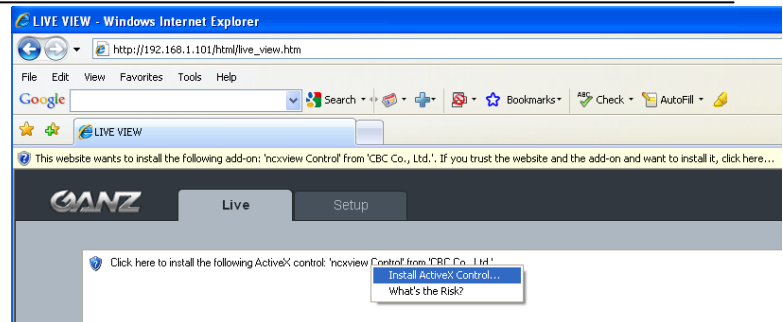 LIVE VIEW - Windows Internet Explorer
http://192.168.1.101/html/live_view.htm
File Edit View Favorites Tools Help
Google Search Bookmarks ABC Check AutoFill
LIVE VIEW
This website wants to install the following add-on: 'ncxview Control' from 'CBC Co., Ltd.'. If you trust the website and the add-on and want to install it, click here...
GANZ Live Setup
Click here to install the following ActiveX control: 'ncxview Control' from 'CBC Co., Ltd.'
Install ActiveX Control...
What's the Risk?